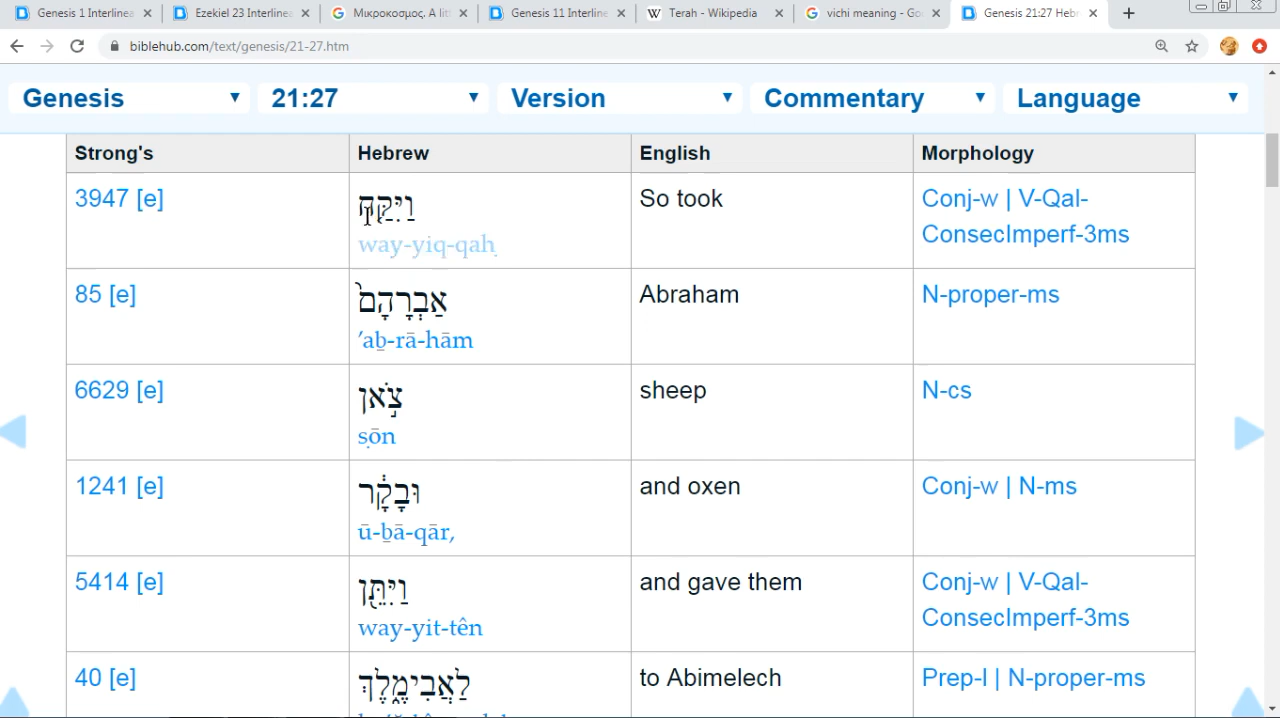 Genesis 1 Interlinea
Ezekiel 23 Interlinea
Μικροκοσμος. A lit
Genesis 11 Interline
Terah - Wikipedia
vichi meaning - Go
Genesis 21:27 Heb
biblehub.com/text/genesis/21-27.htm
Genesis ▼ 21:27 ▼ Version ▼ Commentary ▼ Language ▼
Strong's Hebrew English Morphology
3947 [e] וַיִּקַּ֤ח So took Conj-w | V-Qal-
way-yiq-qaḥ ConsecImperf-3ms
85 [e] אַבְרָהָם֙ Abraham N-proper-ms
’aḇ-rā-hām
6629 [e] צֹ֣אן sheep N-cs
ṣōn
1241 [e] וּבָקָ֔ר and oxen Conj-w | N-ms
ū-ḇā-qār,
5414 [e] וַיִּתֵּ֖ן and gave them Conj-w | V-Qal-
way-yit-tên ConsecImperf-3ms
40 [e] לַאֲבִימֶ֑לֶךְ to Abimelech Prep-l | N-proper-ms